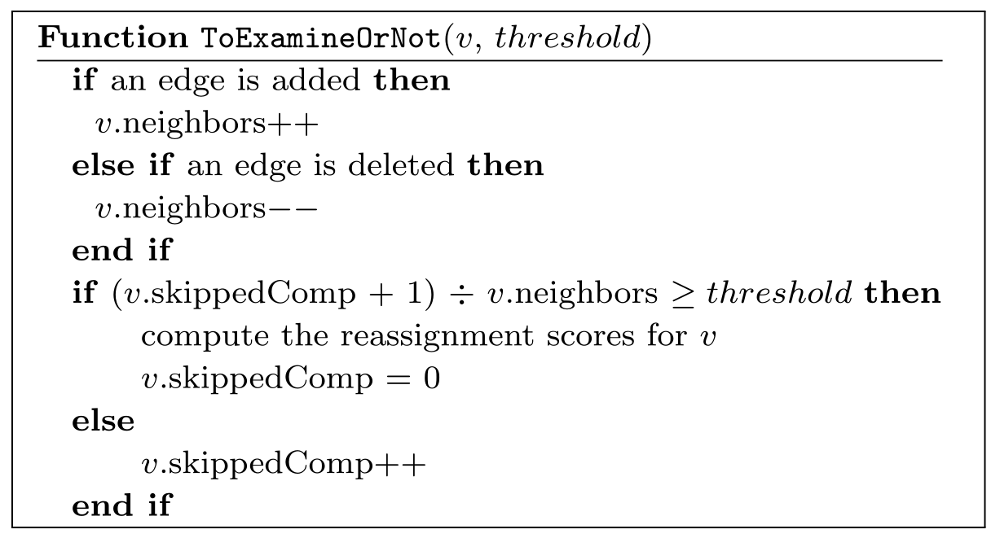 Function ToExamineOrNot(v, threshold)
if an edge is added then
v.neighbors++
else if an edge is deleted then
v.neighbors−−
end if
if (v.skippedComp + 1) ÷ v.neighbors ≥ threshold then
compute the reassignment scores for v
v.skippedComp = 0
else
v.skippedComp++
end if